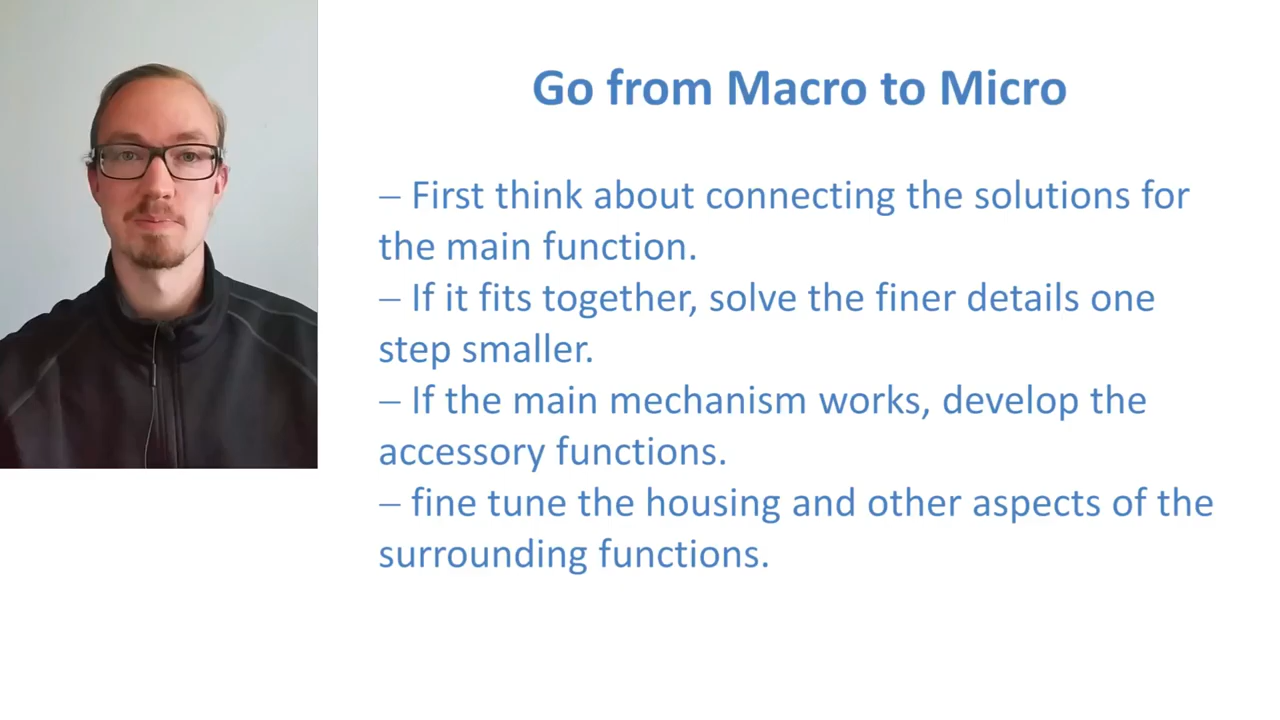 Go from Macro to Micro
– First think about connecting the solutions for
the main function.
– If it fits together, solve the finer details one
step smaller.
– If the main mechanism works, develop the
accessory functions.
– fine tune the housing and other aspects of the
surrounding functions.